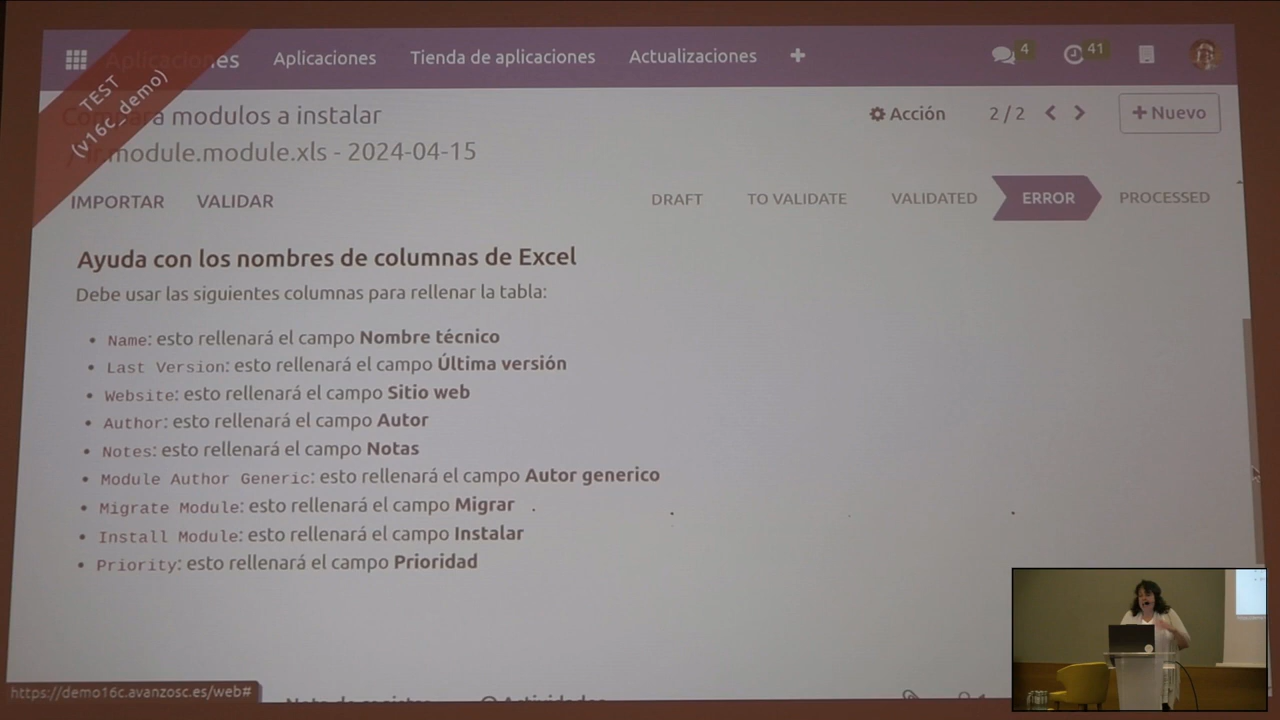 Aplicaciones Aplicaciones Tienda de aplicaciones Actualizaciones + 4 41
TEST
(v16c_demo)
Compara modulos a instalar Acción 2 / 2 < > + Nuevo
/ ir.module.module.xls - 2024-04-15
IMPORTAR VALIDAR DRAFT TO VALIDATE VALIDATED ERROR PROCESSED
Ayuda con los nombres de columnas de Excel
Debe usar las siguientes columnas para rellenar la tabla:
• Name: esto rellenará el campo Nombre técnico
• Last Version: esto rellenará el campo Última versión
• Website: esto rellenará el campo Sitio web
• Author: esto rellenará el campo Autor
• Notes: esto rellenará el campo Notas
• Module Author Generic: esto rellenará el campo Autor generico
• Migrate Module: esto rellenará el campo Migrar
• Install Module: esto rellenará el campo Instalar
• Priority: esto rellenará el campo Prioridad
https://demo16c.avanzosc.es/web#